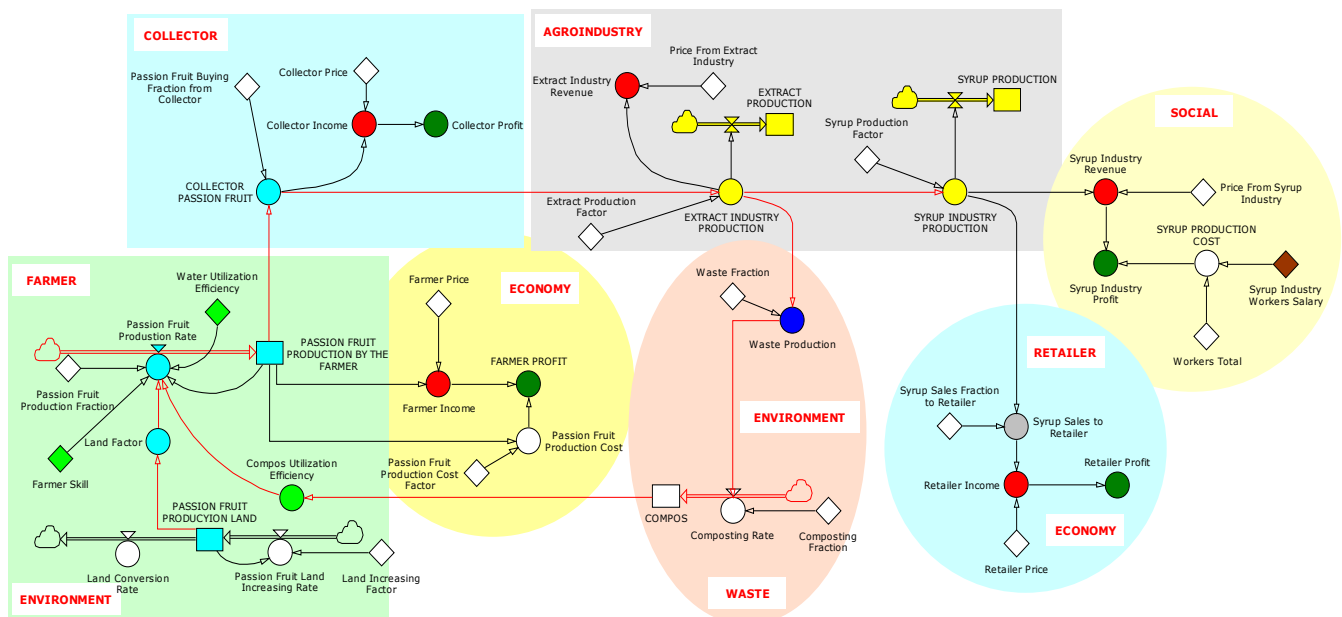 COLLECTOR
Passion Fruit Buying
Fraction from
Collector
Collector Price
Collector Income
Collector Profit
COLLECTOR
PASSION FRUIT
AGROINDUSTRY
Price From Extract
Industry
Extract Industry
Revenue
EXTRACT
PRODUCTION
SYRUP PRODUCTION
Syrup Production
Factor
Extract Production
Factor
EXTRACT INDUSTRY
PRODUCTION
SYRUP INDUSTRY
PRODUCTION
SOCIAL
Syrup Industry
Revenue
Price From Syrup
Industry
SYRUP PRODUCTION
COST
Syrup Industry
Profit
Syrup Industry
Workers Salary
Workers Total
FARMER
Water Utilization
Efficiency
Passion Fruit
Production Rate
PASSION FRUIT
PRODUCTION BY THE
FARMER
Passion Fruit
Production Fraction
Land Factor
Farmer Skill
Compos Utilization
Efficiency
PASSION FRUIT
PRODUCYION LAND
Land Conversion
Rate
Passion Fruit Land
Increasing Rate
Land Increasing
Factor
ENVIRONMENT
ECONOMY
Farmer Price
FARMER PROFIT
Farmer Income
Passion Fruit
Production Cost
Passion Fruit
Production Cost
Factor
Waste Fraction
Waste Production
ENVIRONMENT
COMPOS
Composting Rate
Composting
Fraction
WASTE
RETAILER
Syrup Sales Fraction
to Retailer
Syrup Sales to
Retailer
Retailer Profit
Retailer Income
ECONOMY
Retailer Price